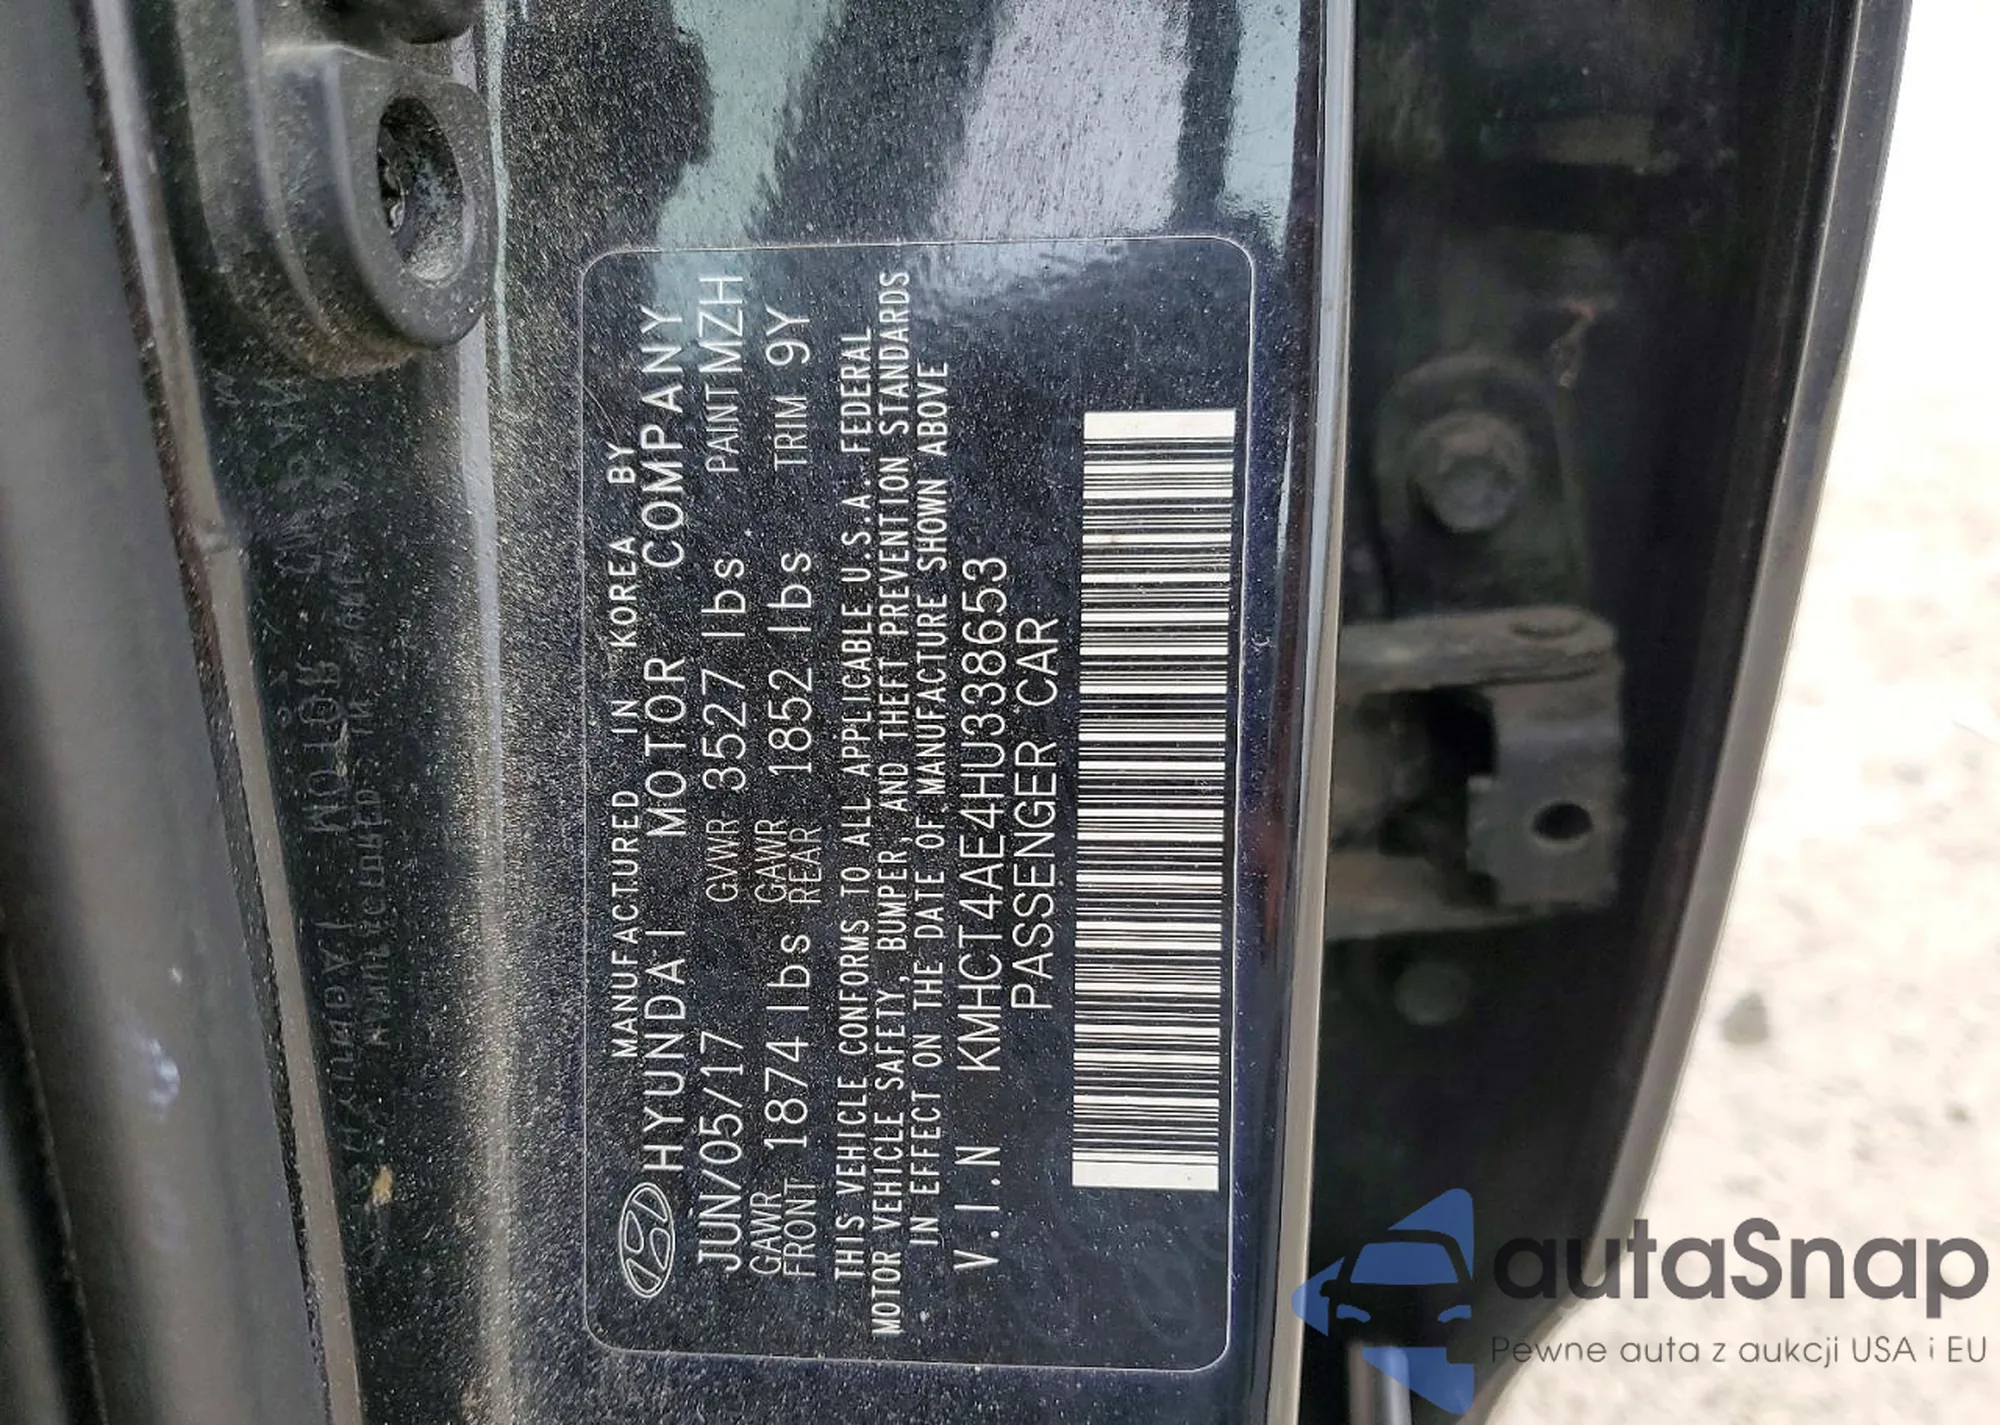 MANUFACTURED IN KOREA BY
HYUNDAI MOTOR COMPANY
JUN/05/17 GVWR 3527 lbs PAINT MZH
GAWR FRONT 1874 lbs GAWR REAR 1852 lbs TRIM 9Y
THIS VEHICLE CONFORMS TO ALL APPLICABLE U.S.A. FEDERAL
MOTOR VEHICLE SAFETY, BUMPER, AND THEFT PREVENTION STANDARDS
IN EFFECT ON THE DATE OF MANUFACTURE SHOWN ABOVE
V.I.N KMHCT4AE4HU338653
PASSENGER CAR
autaSnap
Pewne auta z aukcji USA i EU